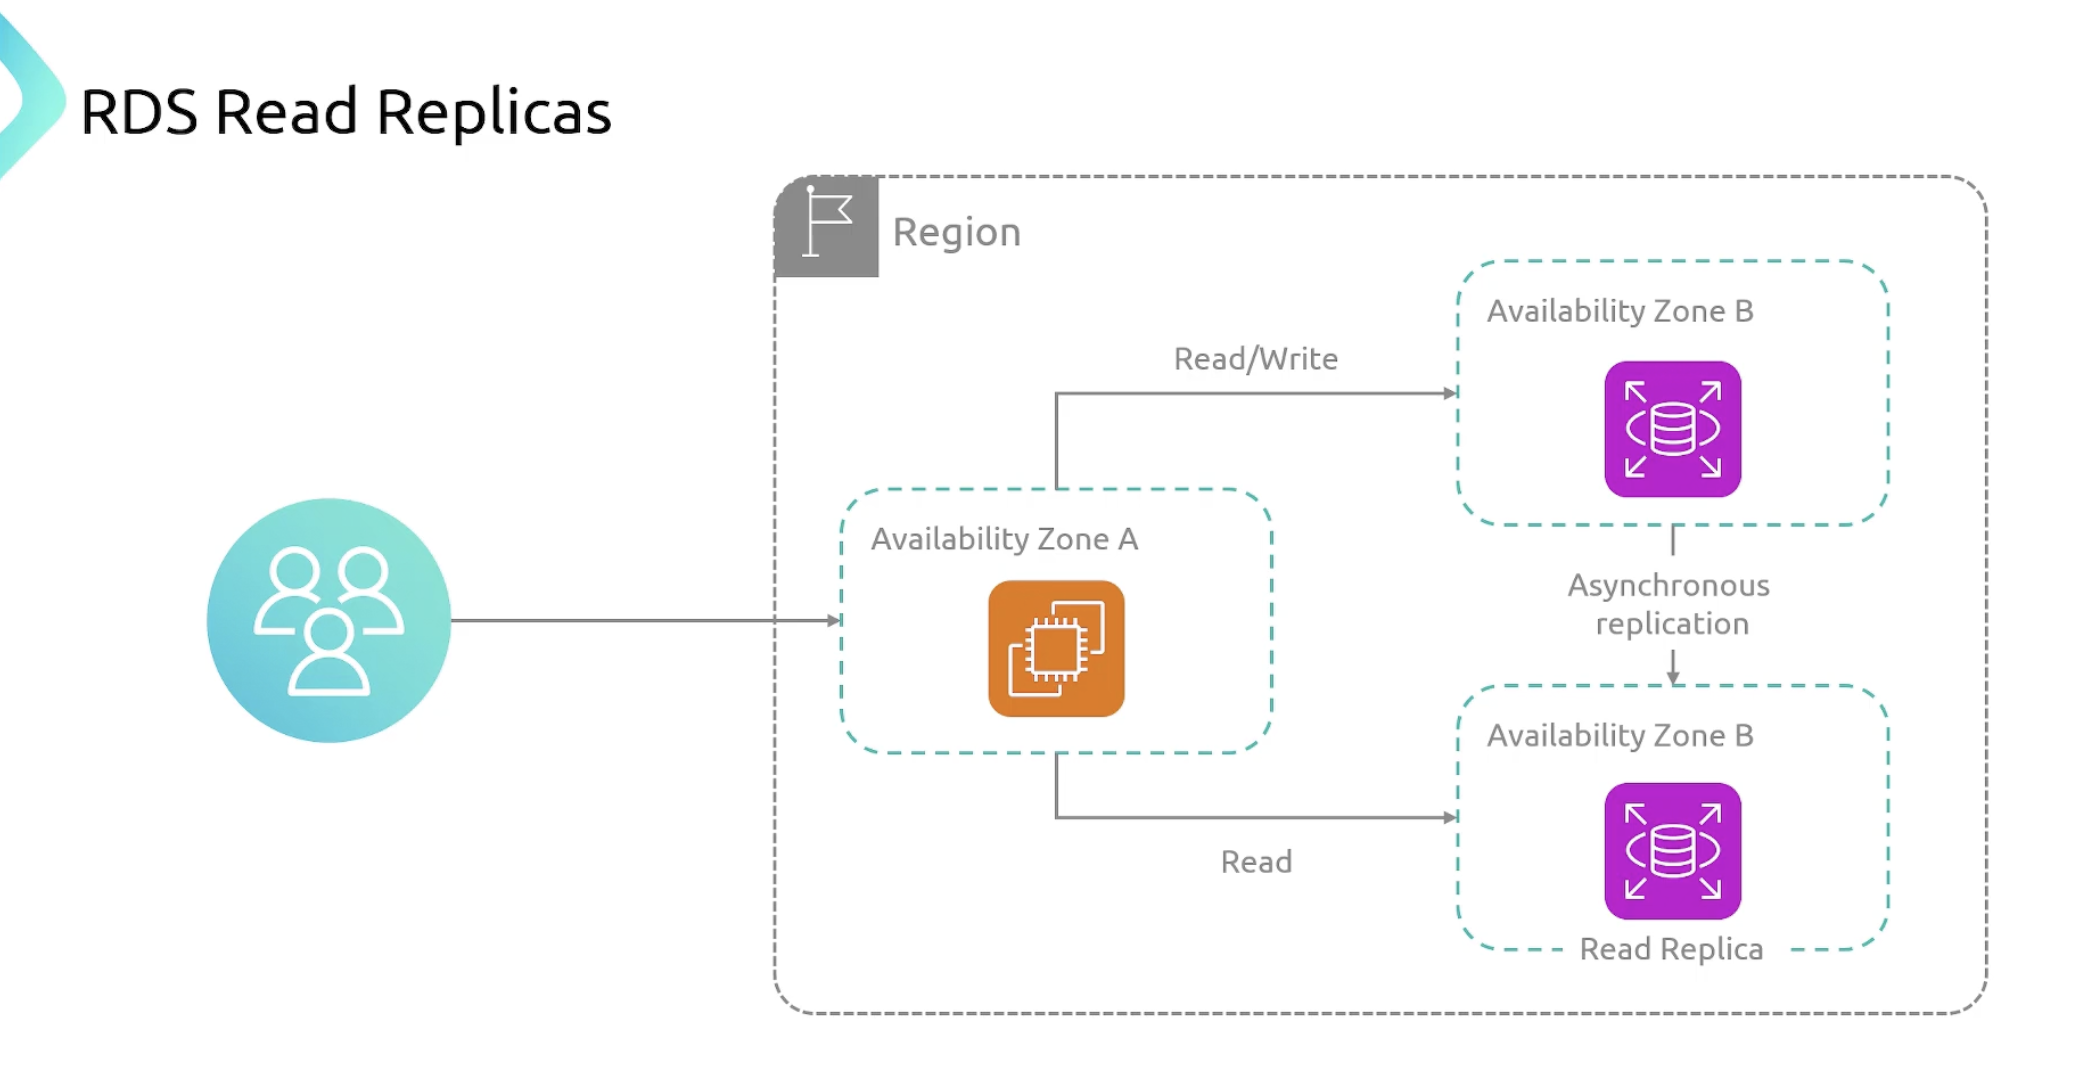 RDS Read Replicas
Region
Availability Zone B
Read/Write
Availability Zone A
Asynchronous
replication
Availability Zone B
Read
Read Replica